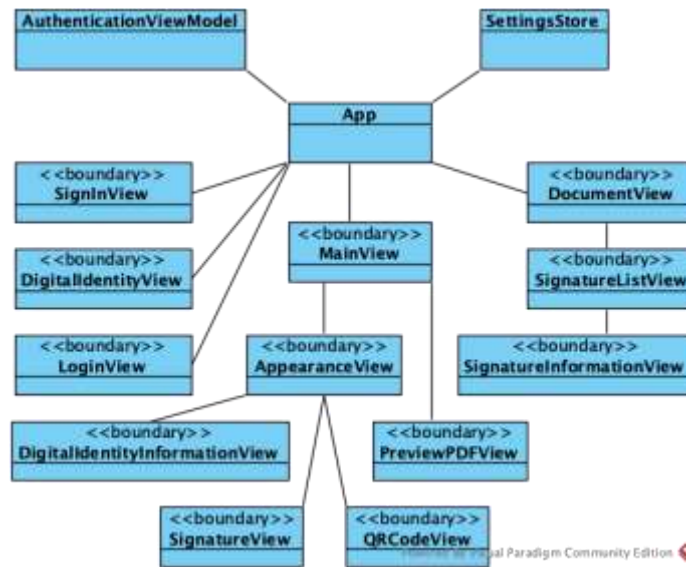 AuthenticationViewModel
SettingsStore
App
<<boundary>>
SignInView
<<boundary>>
DocumentView
<<boundary>>
MainView
<<boundary>>
DigitalIdentityView
<<boundary>>
SignatureListView
<<boundary>>
LoginView
<<boundary>>
AppearanceView
<<boundary>>
SignatureInformationView
<<boundary>>
DigitalIdentityInformationView
<<boundary>>
PreviewPDFView
<<boundary>>
SignatureView
<<boundary>>
QRCodeView
Paradigm Community Edition